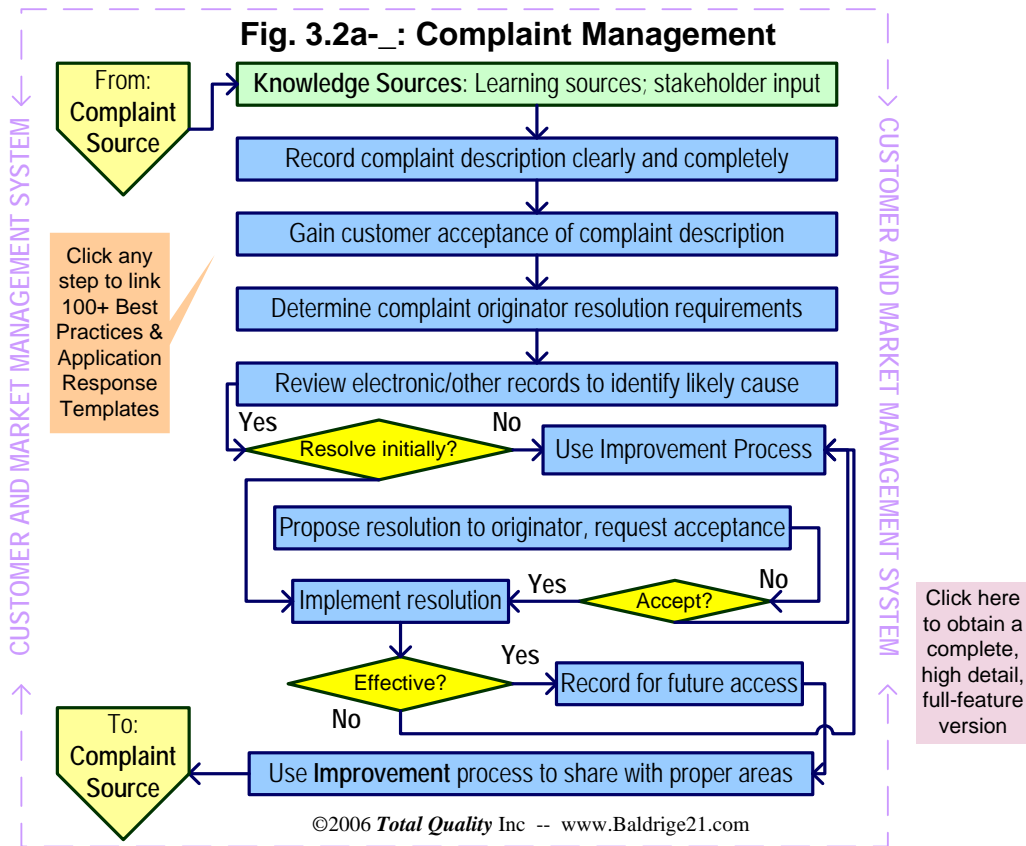 Fig. 3.2a-_: Complaint Management
From:
Complaint
Source
Knowledge Sources: Learning sources; stakeholder input
Record complaint description clearly and completely
Gain customer acceptance of complaint description
Click any
step to link
100+ Best
Practices &
Application
Response
Templates
Determine complaint originator resolution requirements
Review electronic/other records to identify likely cause
Yes
Resolve initially?
No
Use Improvement Process
Propose resolution to originator, request acceptance
Implement resolution
Yes
Accept?
No
Effective?
Yes
No
Record for future access
To:
Complaint
Source
Use Improvement process to share with proper areas
©2006 Total Quality Inc -- www.Baldrige21.com
CUSTOMER AND MARKET MANAGEMENT SYSTEM
CUSTOMER AND MARKET MANAGEMENT SYSTEM
Click here
to obtain a
complete,
high detail,
full-feature
version